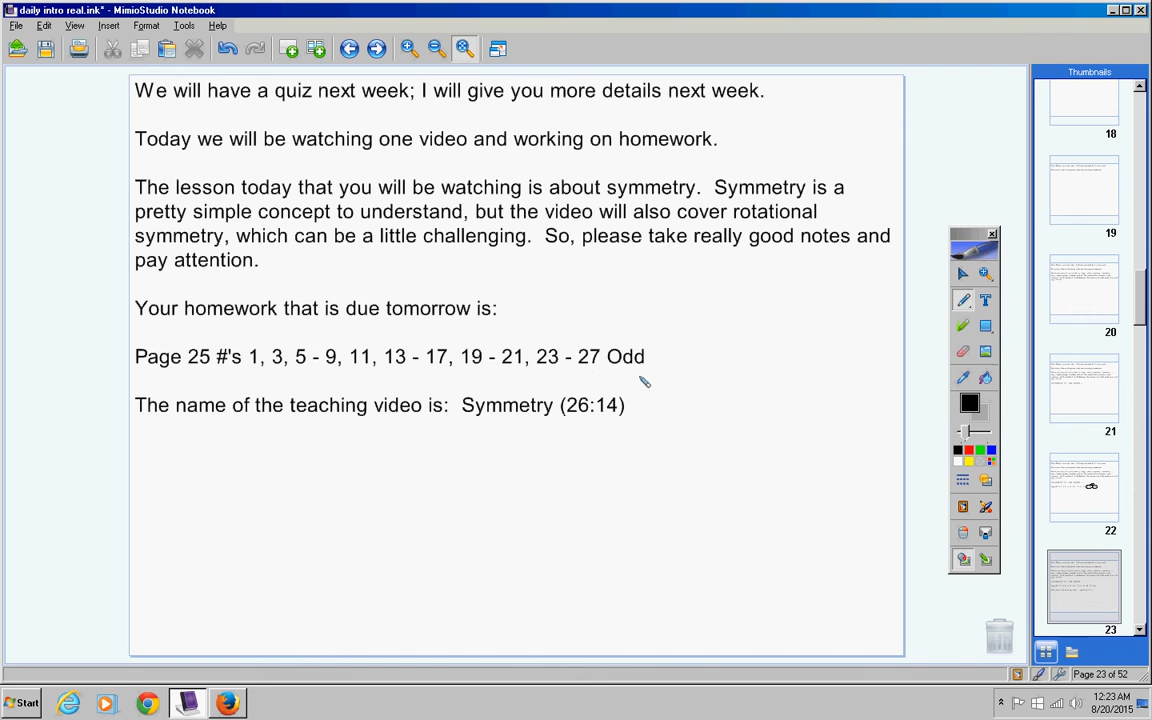 daily intro real.ink* - MimioStudio Notebook
File Edit View Insert Format Tools Help
We will have a quiz next week; I will give you more details next week.
Today we will be watching one video and working on homework.
The lesson today that you will be watching is about symmetry. Symmetry is a
pretty simple concept to understand, but the video will also cover rotational
symmetry, which can be a little challenging. So, please take really good notes and
pay attention.
Your homework that is due tomorrow is:
Page 25 #'s 1, 3, 5 - 9, 11, 13 - 17, 19 - 21, 23 - 27 Odd
The name of the teaching video is: Symmetry (26:14)
Thumbnails
18
19
20
21
22
23
Page 23 of 52
Start
12:23 AM
8/20/2015